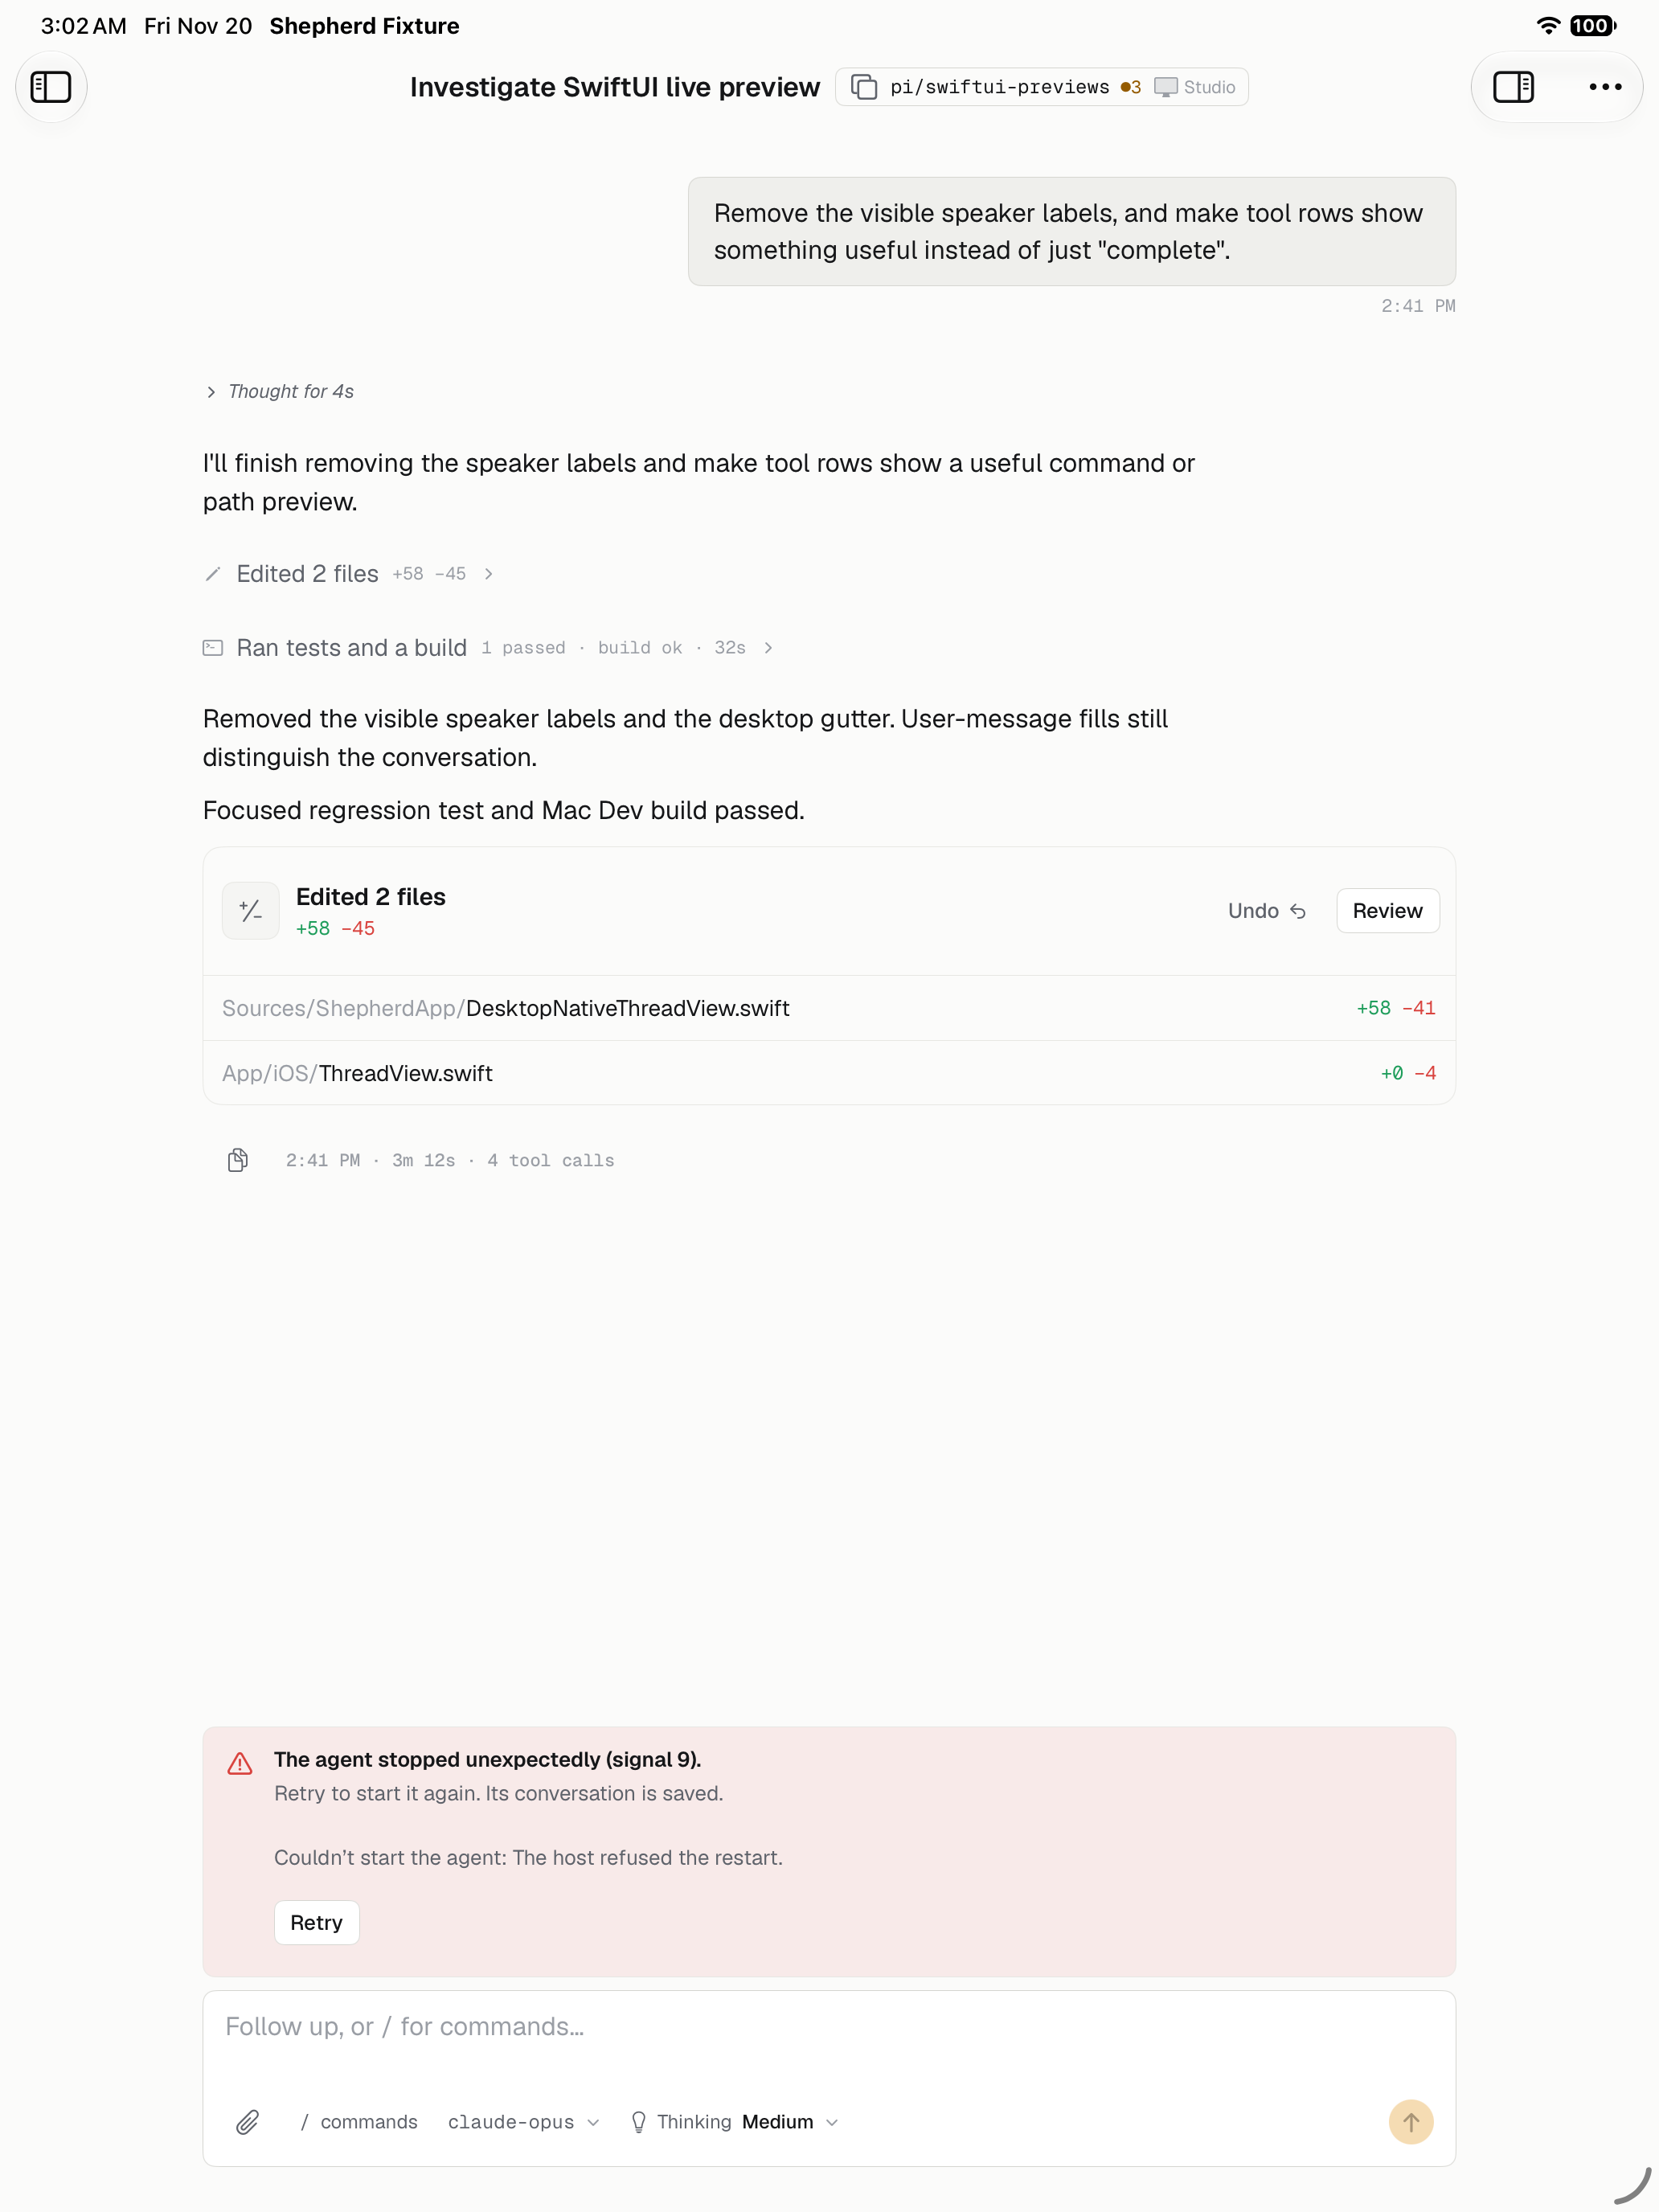 3:02 AM Fri Nov 20 Shepherd Fixture
100
Investigate SwiftUI live preview
pi/swiftui-previews 3 Studio
Remove the visible speaker labels, and make tool rows show
something useful instead of just "complete".
2:41 PM
Thought for 4s
I'll finish removing the speaker labels and make tool rows show a useful command or
path preview.
Edited 2 files +58 −45
Ran tests and a build 1 passed · build ok · 32s
Removed the visible speaker labels and the desktop gutter. User-message fills still
distinguish the conversation.
Focused regression test and Mac Dev build passed.
Edited 2 files
+58 −45
Undo
Review
Sources/ShepherdApp/DesktopNativeThreadView.swift +58 −41
App/iOS/ThreadView.swift +0 −4
2:41 PM · 3m 12s · 4 tool calls
The agent stopped unexpectedly (signal 9).
Retry to start it again. Its conversation is saved.
Couldn’t start the agent: The host refused the restart.
Retry
Follow up, or / for commands…
/ commands claude-opus Thinking Medium